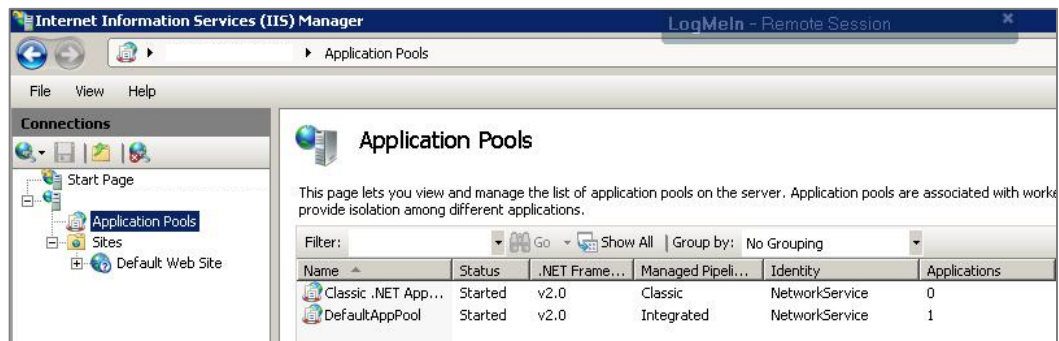 Internet Information Services (IIS) Manager
LogMeIn - Remote Session
Application Pools
File View Help
Connections
Start Page
Application Pools
Sites
Default Web Site
Application Pools
This page lets you view and manage the list of application pools on the server. Application pools are associated with worke
provide isolation among different applications.
Filter: Go Show All Group by: No Grouping
Name Status .NET Frame... Managed Pipeli... Identity Applications
Classic .NET App... Started v2.0 Classic NetworkService 0
DefaultAppPool Started v2.0 Integrated NetworkService 1